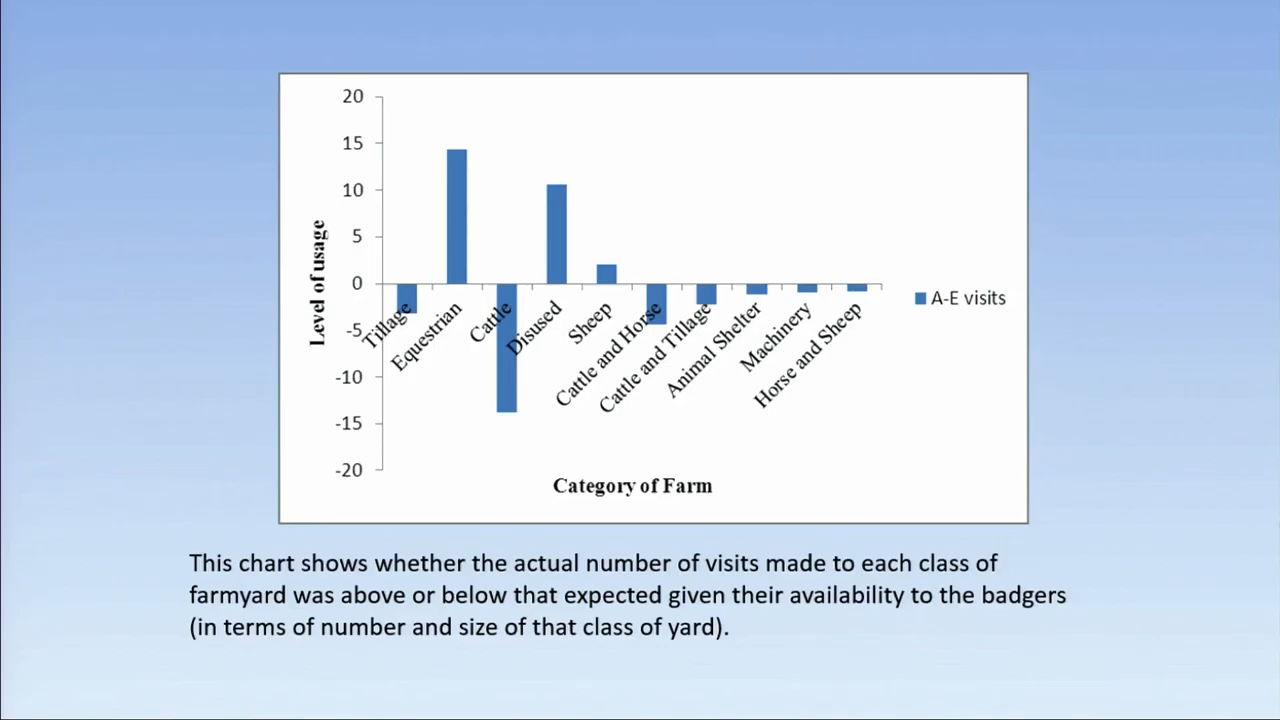 20
15
10
5
0
-5
-10
-15
-20
Level of usage
Tillage
Equestrian
Cattle
Disused
Sheep
Cattle and Horse
Cattle and Tillage
Animal Shelter
Machinery
Horse and Sheep
A-E visits
Category of Farm
This chart shows whether the actual number of visits made to each class of
farmyard was above or below that expected given their availability to the badgers
(in terms of number and size of that class of yard).